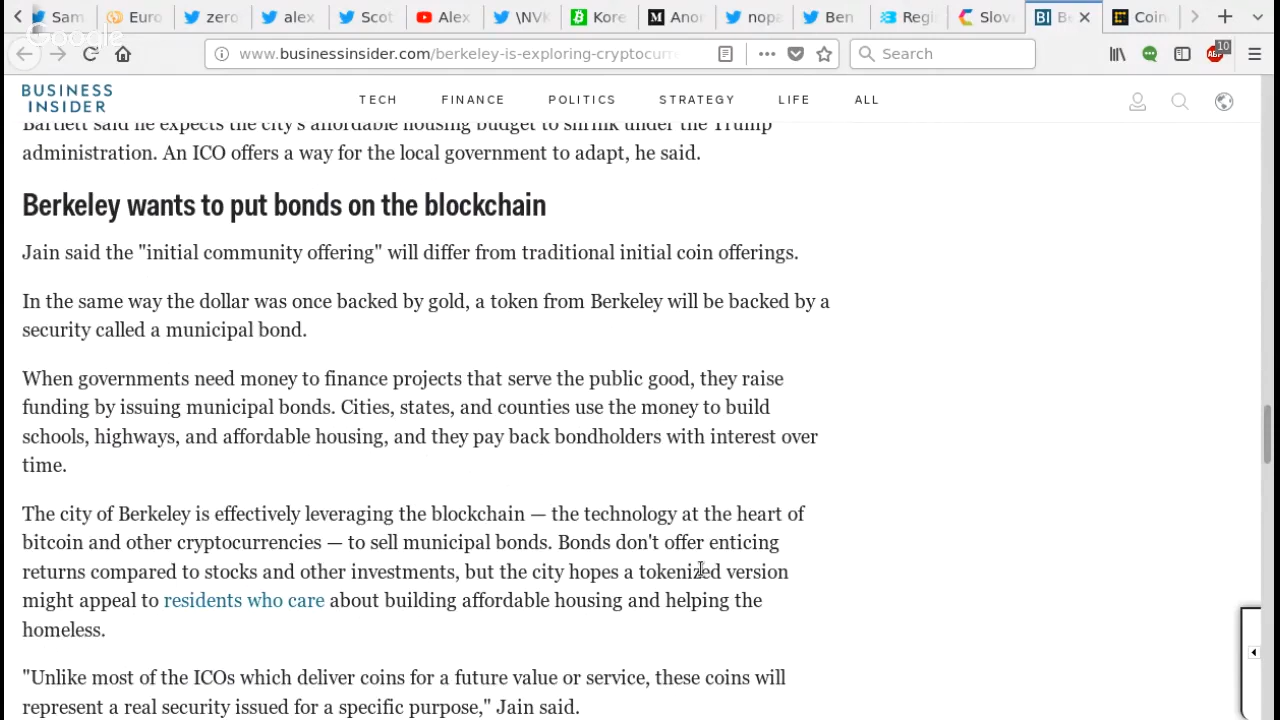 Sam
Euro
zero
alex
Scot
Alex
\NVK
Kore
Anon
nopa
Ben
Regi
Slov
BI
Be
Coin
Google
www.businessinsider.com/berkeley-is-exploring-cryptocurr
Search
10
ABP
BUSINESS
INSIDER
TECH
FINANCE
POLITICS
STRATEGY
LIFE
ALL
Bartlett said he expects the city's affordable housing budget to shrink under the Trump
administration. An ICO offers a way for the local government to adapt, he said.
Berkeley wants to put bonds on the blockchain
Jain said the "initial community offering" will differ from traditional initial coin offerings.
In the same way the dollar was once backed by gold, a token from Berkeley will be backed by a
security called a municipal bond.
When governments need money to finance projects that serve the public good, they raise
funding by issuing municipal bonds. Cities, states, and counties use the money to build
schools, highways, and affordable housing, and they pay back bondholders with interest over
time.
The city of Berkeley is effectively leveraging the blockchain — the technology at the heart of
bitcoin and other cryptocurrencies — to sell municipal bonds. Bonds don't offer enticing
returns compared to stocks and other investments, but the city hopes a tokenized version
might appeal to residents who care about building affordable housing and helping the
homeless.
"Unlike most of the ICOs which deliver coins for a future value or service, these coins will
represent a real security issued for a specific purpose," Jain said.